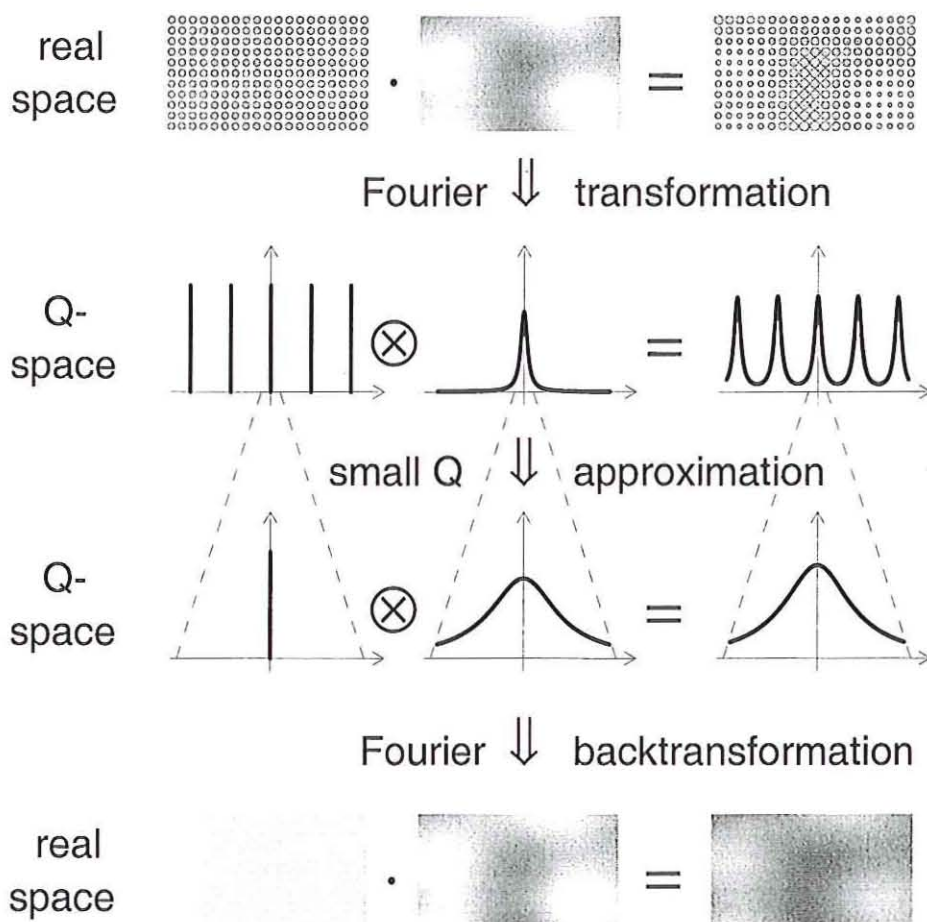 real
space
Fourier transformation
Q-
space
small Q approximation
Q-
space
Fourier backtransformation
real
space